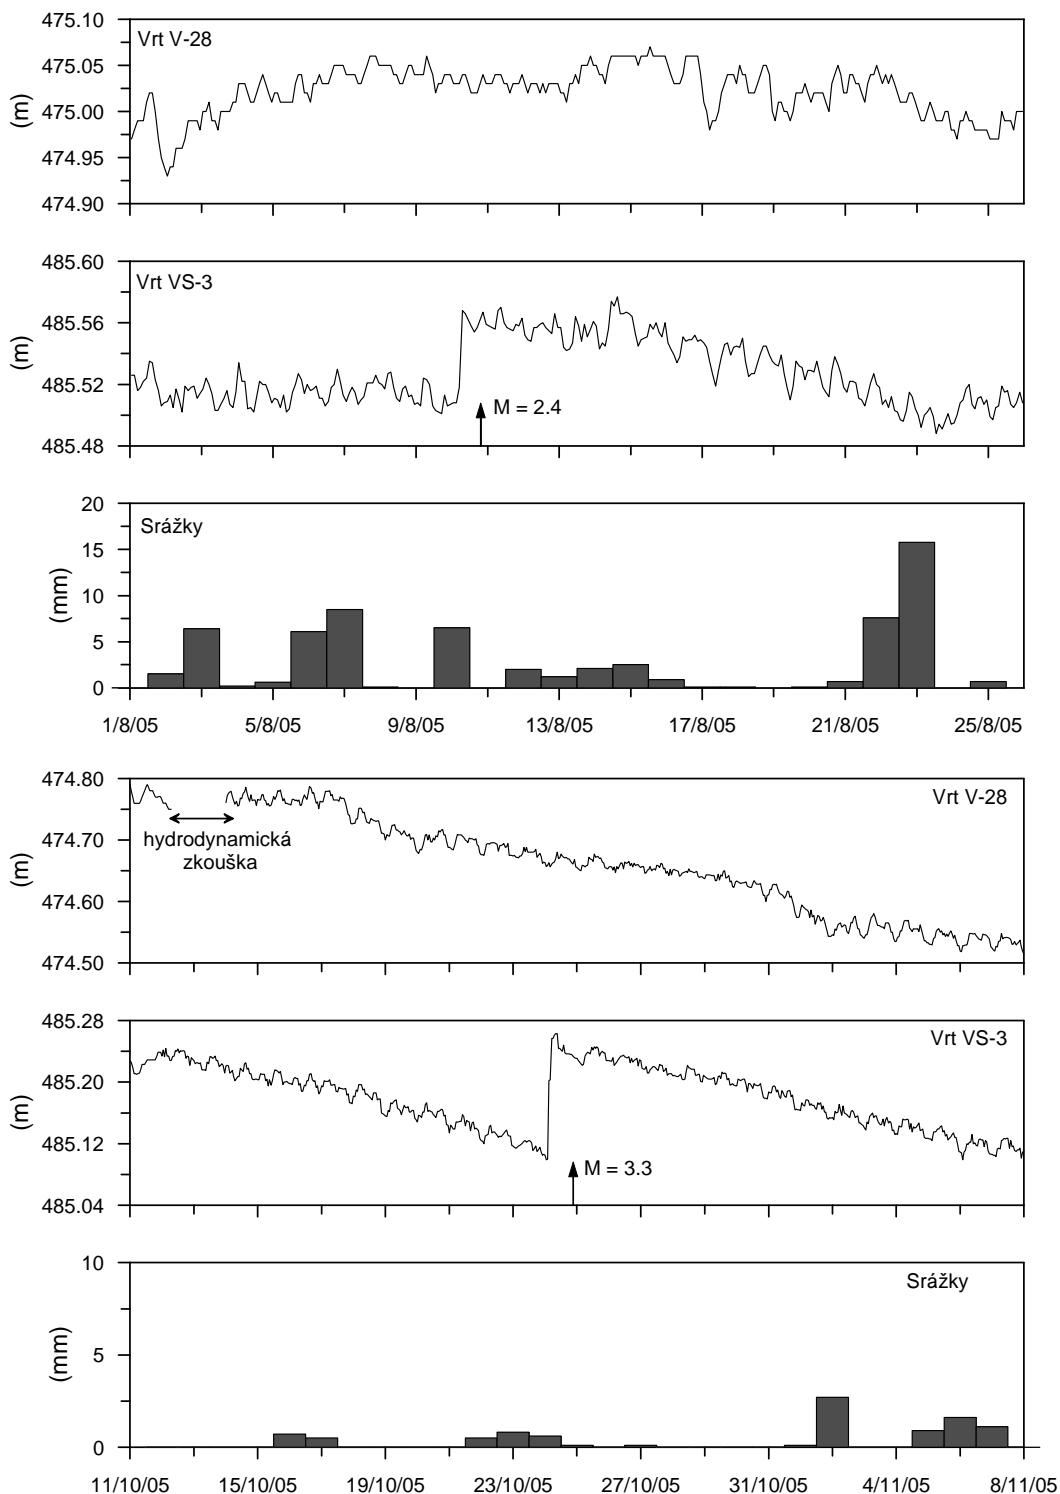 475.10
Vrt V-28
475.05
475.00
474.95
474.90
(m)
485.60
Vrt VS-3
485.56
485.52
485.48
(m)
M = 2.4
20
Srážky
15
10
5
0
(mm)
1/8/05 5/8/05 9/8/05 13/8/05 17/8/05 21/8/05 25/8/05
474.80
Vrt V-28
474.70
474.60
474.50
(m)
hydrodynamická
zkouška
485.28
Vrt VS-3
485.20
485.12
485.04
(m)
M = 3.3
10
Srážky
5
0
(mm)
11/10/05 15/10/05 19/10/05 23/10/05 27/10/05 31/10/05 4/11/05 8/11/05